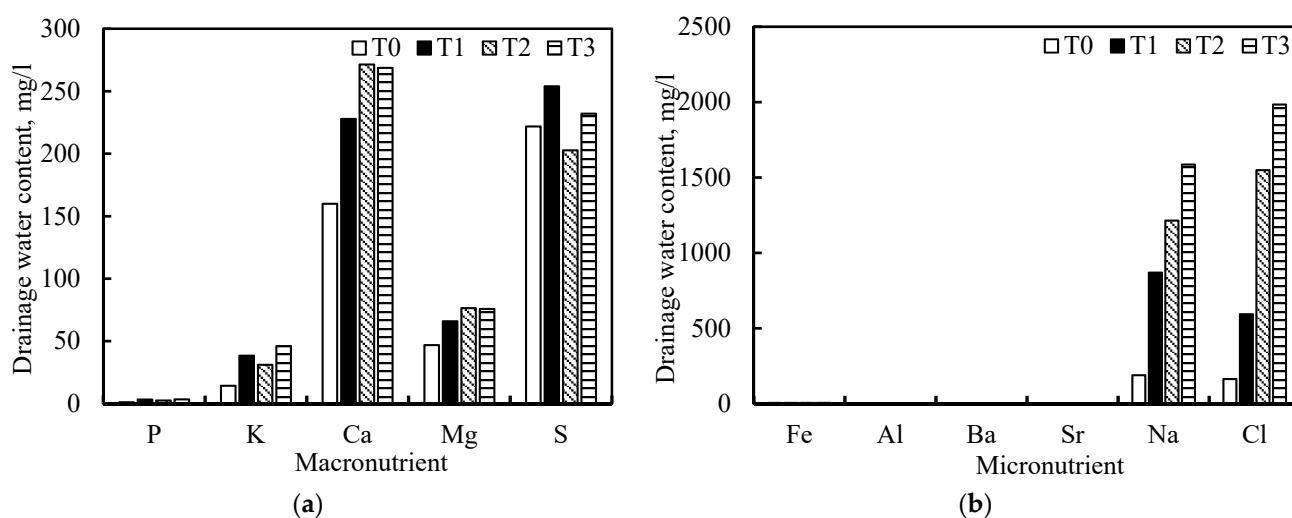 300
250
200
150
100
50
0
Drainage water content, mg/l
T0 T1 T2 T3
P K Ca Mg S
Macronutrient
(a)
2500
2000
1500
1000
500
0
Drainage water content, mg/l
T0 T1 T2 T3
Fe Al Ba Sr Na Cl
Micronutrient
(b)